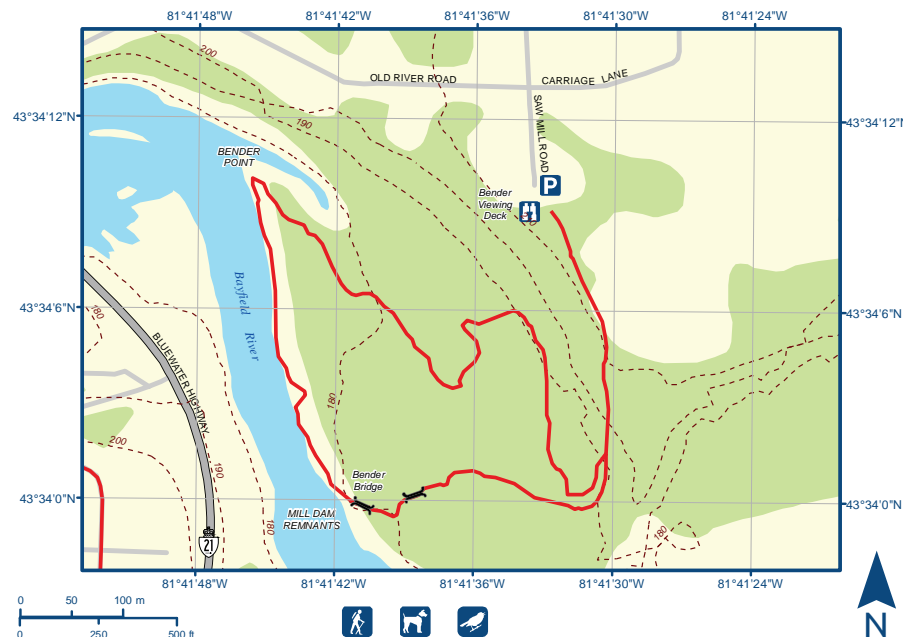 81°41'48"W 81°41'42"W 81°41'36"W 81°41'30"W 81°41'24"W
200
OLD RIVER ROAD
CARRIAGE LANE
43°34'12"N
43°34'12"N
190
SAW MILL ROAD
BENDER
POINT
P
Bender
Viewing
Deck
Bayfield
River
43°34'6"N
43°34'6"N
180
BLUEWATER HIGHWAY
180
200
190
Bender
Bridge
43°34'0"N
43°34'0"N
MILL DAM
REMNANTS
180
180
21
81°41'48"W 81°41'42"W 81°41'36"W 81°41'30"W 81°41'24"W
0 50 100 m
0 250 500 ft
N